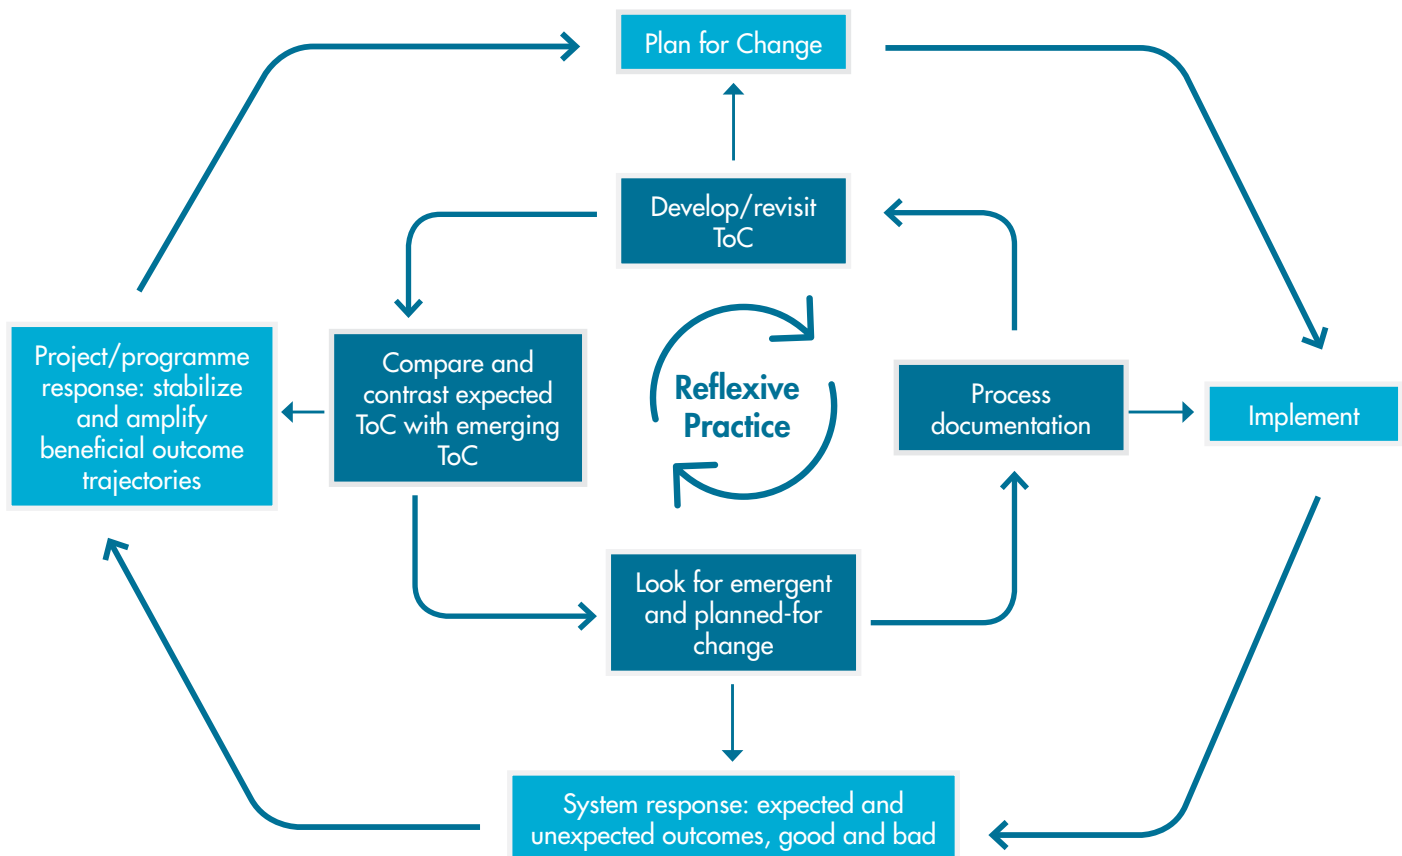 Plan for Change
Develop/revisit
ToC
Project/programme
response: stabilize
and amplify
beneficial outcome
trajectories
Compare and
contrast expected
ToC with emerging
ToC
Reflexive
Practice
Process
documentation
Implement
Look for emergent
and planned-for
change
System response: expected and
unexpected outcomes, good and bad